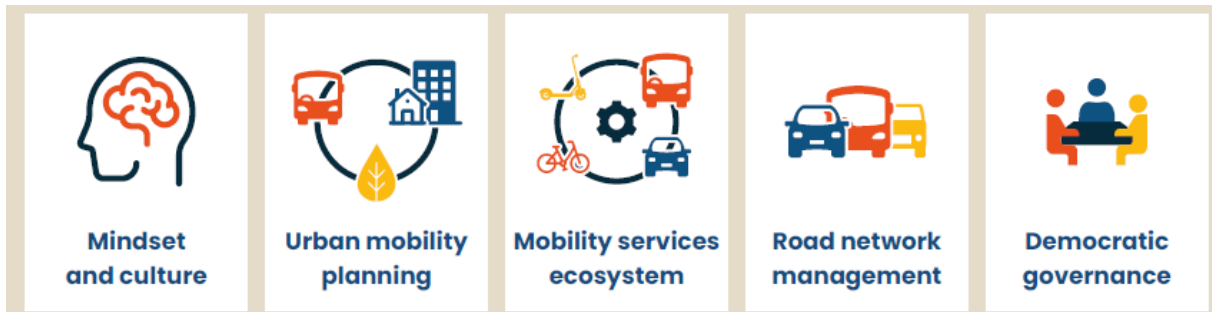 Mindset
and culture
Urban mobility
planning
Mobility services
ecosystem
Road network
management
Democratic
governance